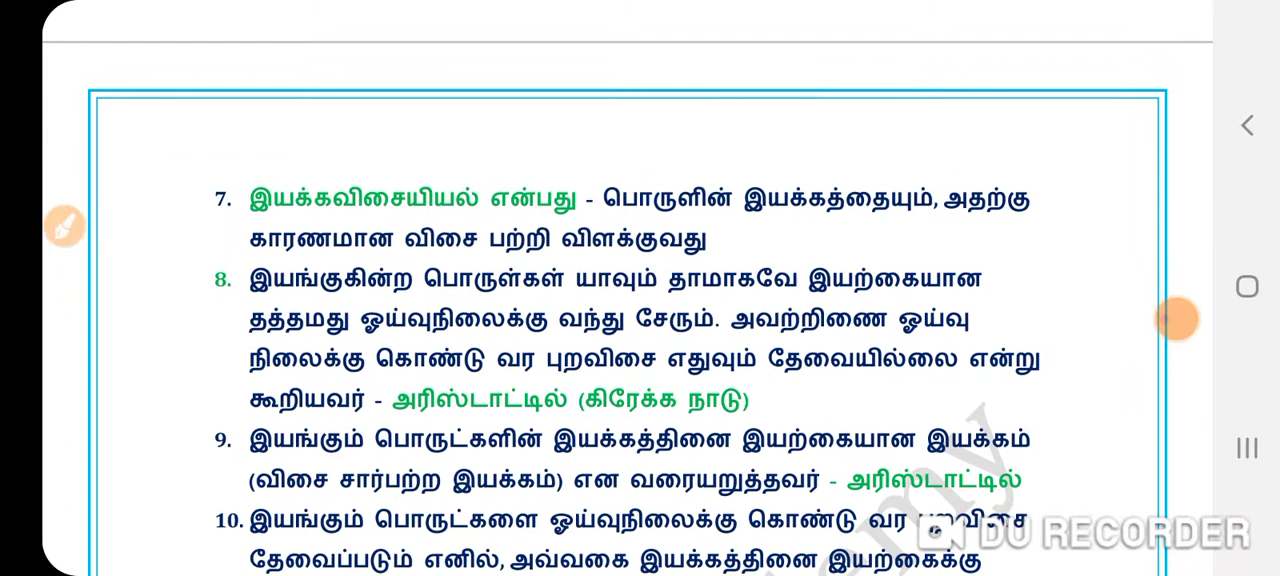 7. இயக்கவிசையியல் என்பது - பொருளின் இயக்கத்தையும், அதற்கு
காரணமான விசை பற்றி விளக்குவது
8. இயங்குகின்ற பொருள்கள் யாவும் தாமாகவே இயற்கையான
தத்தமது ஓய்வுநிலைக்கு வந்து சேரும். அவற்றிணை ஓய்வு
நிலைக்கு கொண்டு வர புறவிசை எதுவும் தேவையில்லை என்று
கூறியவர் - அரிஸ்டாட்டில் (கிரேக்க நாடு)
9. இயங்கும் பொருட்களின் இயக்கத்தினை இயற்கையான இயக்கம்
(விசை சார்பற்ற இயக்கம்) என வரையறுத்தவர் - அரிஸ்டாட்டில்
10. இயங்கும் பொருட்களை ஓய்வுநிலைக்கு கொண்டு வர புறவிசை
தேவைப்படும் எனில், அவ்வகை இயக்கத்தினை இயற்கைக்கு
DU RECORDER